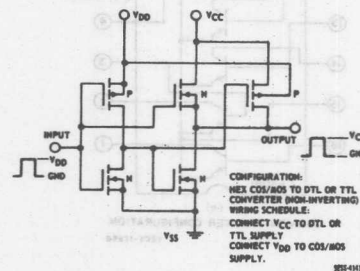 VDD
VCC
P
N
P
INPUT
OUTPUT
VDD
GND
N
N
VCC
GND
VSS
CONFIGURATION:
HEX COS/MOS TO DTL OR TTL
CONVERTER (NON-INVERTING)
WIRING SCHEDULE:
CONNECT VCC TO DTL OR
TTL SUPPLY
CONNECT VDD TO COS/MOS
SUPPLY.